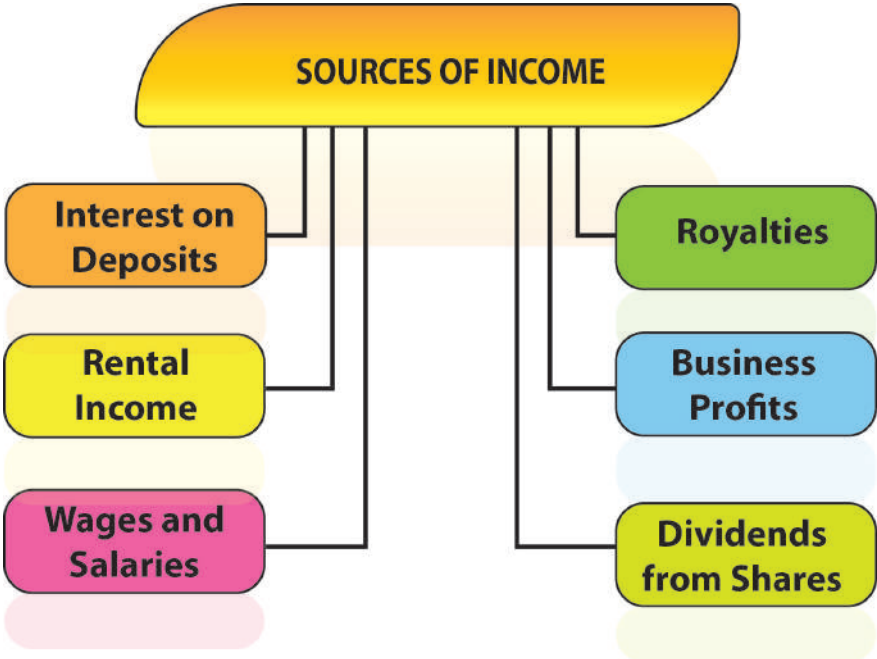 SOURCES OF INCOME
Interest on
Deposits
Rental
Income
Wages and
Salaries
Royalties
Business
Profits
Dividends
from Shares